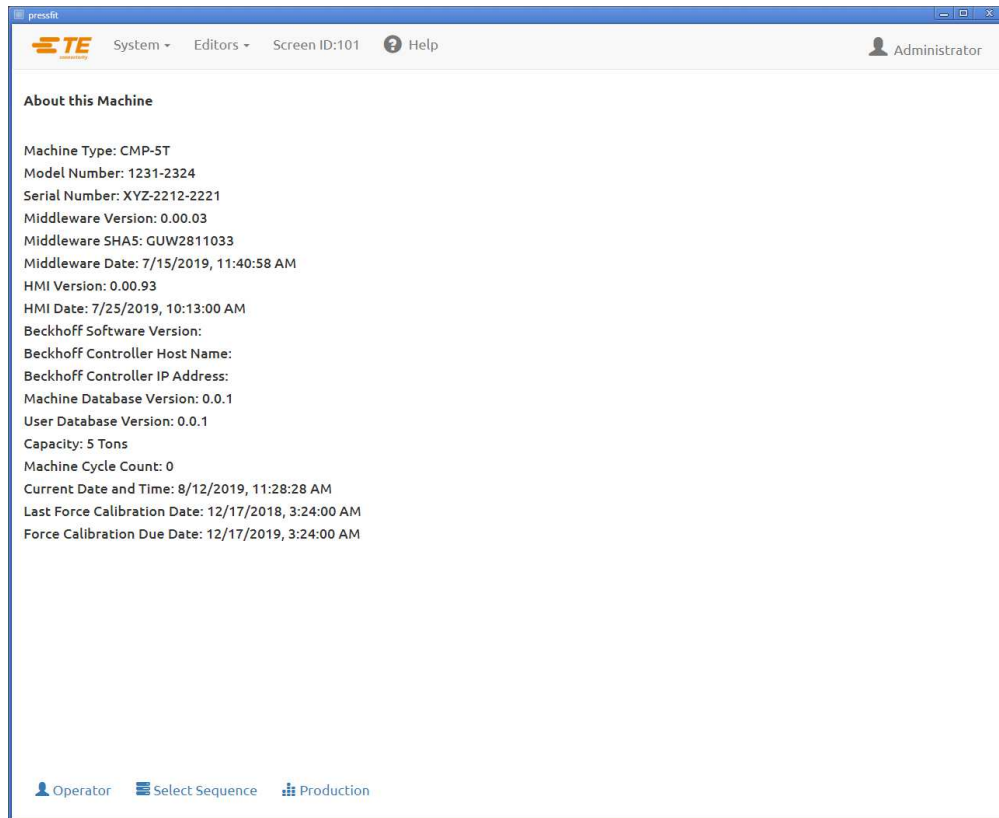 pressfit
TE
connectivity
System
Editors
Screen ID:101
? Help
Administrator
About this Machine
Machine Type: CMP-5T
Model Number: 1231-2324
Serial Number: XYZ-2212-2221
Middleware Version: 0.00.03
Middleware SHA5: GUW2811033
Middleware Date: 7/15/2019, 11:40:58 AM
HMI Version: 0.00.93
HMI Date: 7/25/2019, 10:13:00 AM
Beckhoff Software Version:
Beckhoff Controller Host Name:
Beckhoff Controller IP Address:
Machine Database Version: 0.0.1
User Database Version: 0.0.1
Capacity: 5 Tons
Machine Cycle Count: 0
Current Date and Time: 8/12/2019, 11:28:28 AM
Last Force Calibration Date: 12/17/2018, 3:24:00 AM
Force Calibration Due Date: 12/17/2019, 3:24:00 AM
Operator
Select Sequence
Production